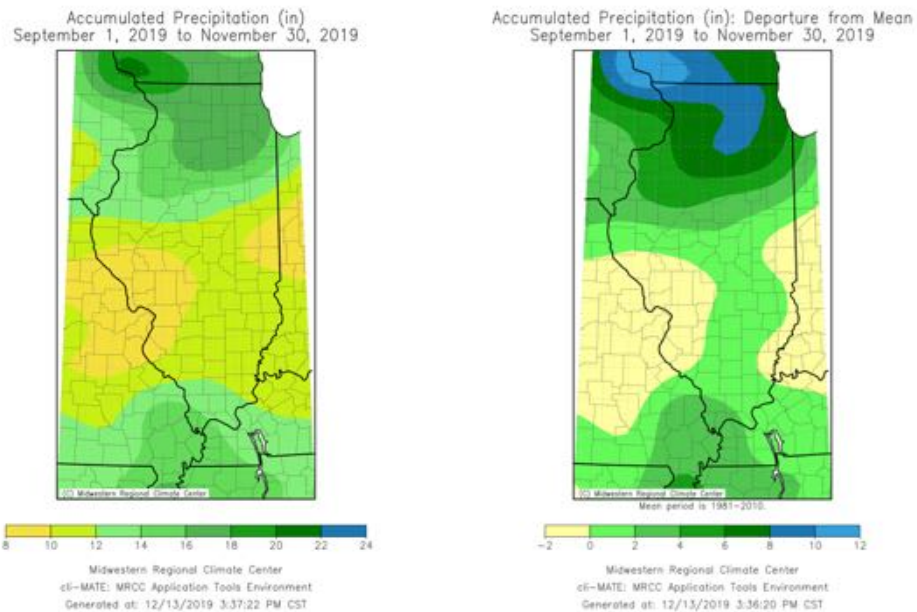 Accumulated Precipitation (in)
September 1, 2019 to November 30, 2019
(C) Midwestern Regional Climate Center
8 10 12 14 16 18 20 22 24
Midwestern Regional Climate Center
cli-MATE: MRCC Application Tools Environment
Generated at: 12/13/2019 3:37:22 PM CST
Accumulated Precipitation (in): Departure from Mean
September 1, 2019 to November 30, 2019
(C) Midwestern Regional Climate Center
Mean period is 1981-2010.
-2 0 2 4 6 8 10 12
Midwestern Regional Climate Center
cli-MATE: MRCC Application Tools Environment
Generated at: 12/13/2019 3:36:20 PM CST